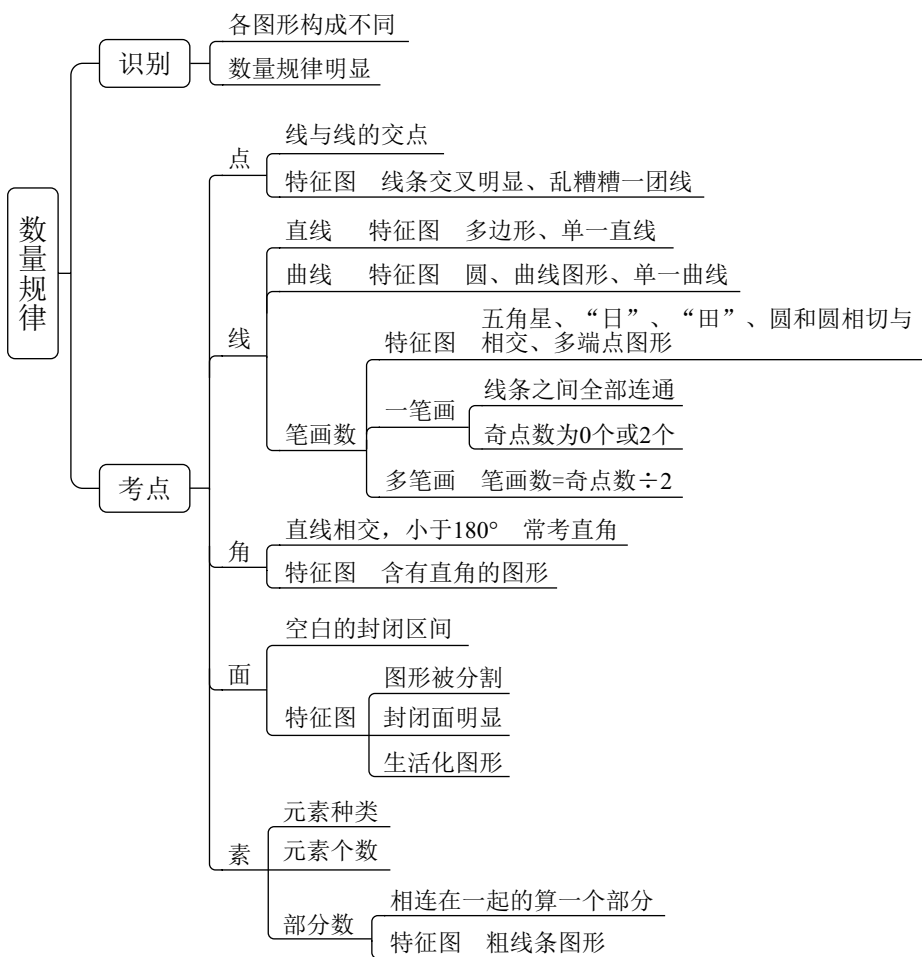 数量规律
识别
各图形构成不同
数量规律明显
考点
点
线与线的交点
特征图 线条交叉明显、乱糟糟一团线
线
直线 特征图 多边形、单一直线
曲线 特征图 圆、曲线图形、单一曲线
笔画数
特征图
五角星、“日”、“田”、圆和圆相切与
相交、多端点图形
一笔画
线条之间全部连通
奇点数为0个或2个
多笔画 笔画数=奇点数÷2
角
直线相交，小于180° 常考直角
特征图 含有直角的图形
面
空白的封闭区间
特征图
图形被分割
封闭面明显
生活化图形
素
元素种类
元素个数
部分数
相连在一起的算一个部分
特征图 粗线条图形